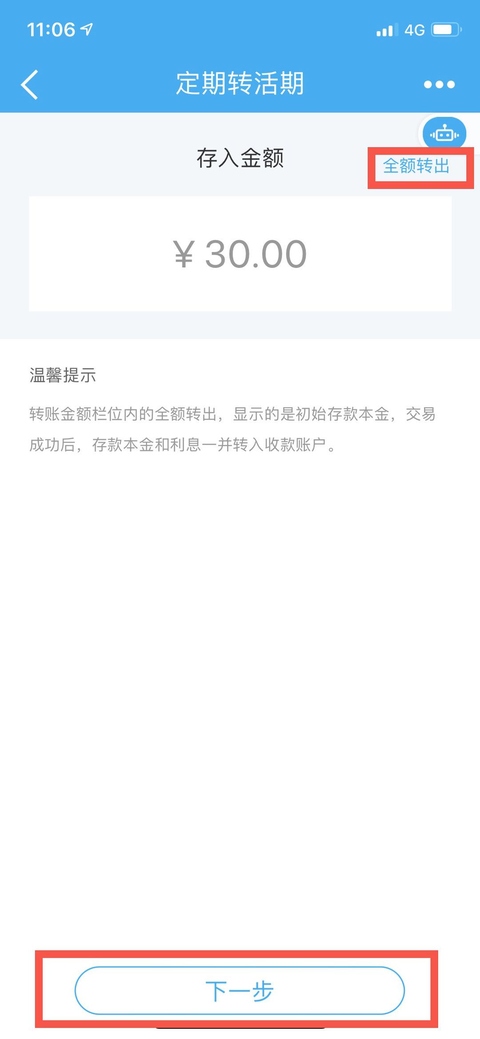 11:06
4G
定期转活期
存入金额
全额转出
¥ 30.00
温馨提示
转账金额栏位内的全额转出，显示的是初始存款本金，交易
成功后，存款本金和利息一并转入收款账户。
下一步